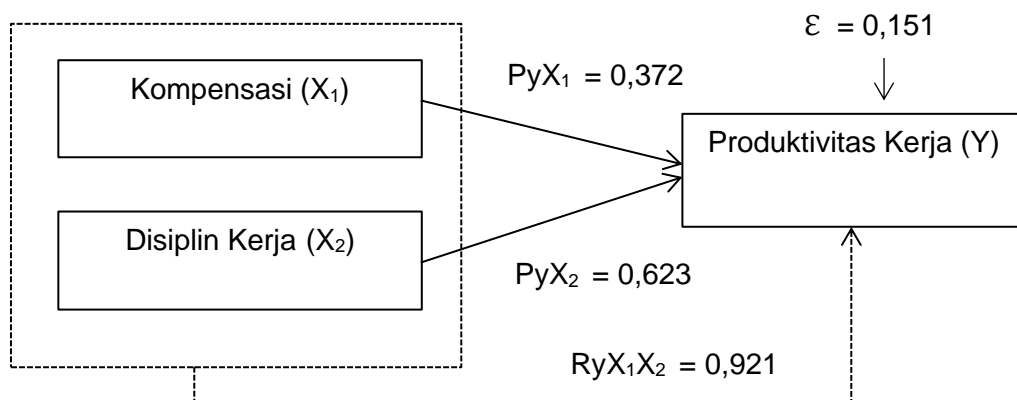 Ɛ = 0,151
Kompensasi (X₁)
PyX₁ = 0,372
Produktivitas Kerja (Y)
Disiplin Kerja (X₂)
PyX₂ = 0,623
RyX₁X₂ = 0,921